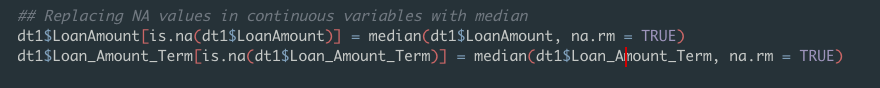 ## Replacing NA values in continuous variables with median
dt1$LoanAmount[is.na(dt1$LoanAmount)] = median(dt1$LoanAmount, na.rm = TRUE)
dt1$Loan_Amount_Term[is.na(dt1$Loan_Amount_Term)] = median(dt1$Loan_Amount_Term, na.rm = TRUE)